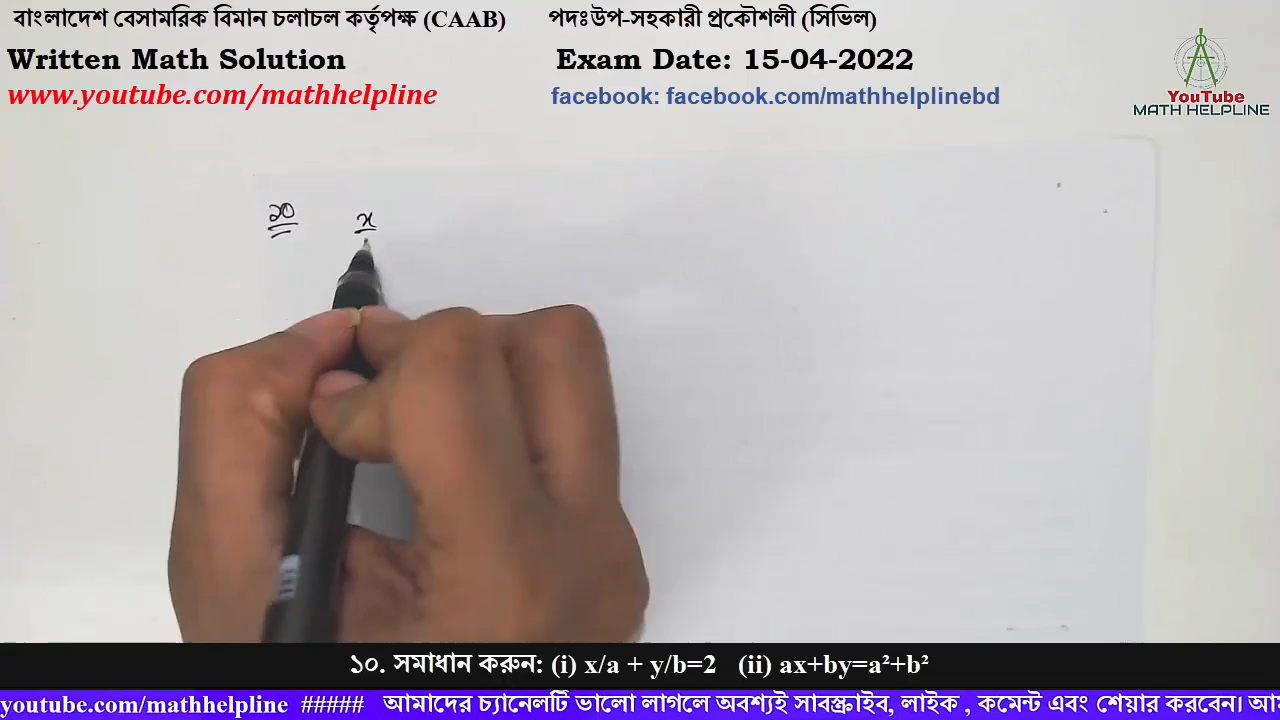 বাংলাদেশ বেসামরিক বিমান চলাচল কর্তৃপক্ষ (CAAB) পদঃউপ-সহকারী প্রকৌশলী (সিভিল)
Written Math Solution Exam Date: 15-04-2022
www.youtube.com/mathhelpline facebook: facebook.com/mathhelplinebd
YouTube
MATH HELPLINE
১০ x
১০. সমাধান করুন: (i) x/a + y/b=2 (ii) ax+by=a²+b²
youtube.com/mathhelpline ##### আমাদের চ্যানেলটি ভালো লাগলে অবশ্যই সাবস্ক্রাইব, লাইক , কমেন্ট এবং শেয়ার করবেন। আ